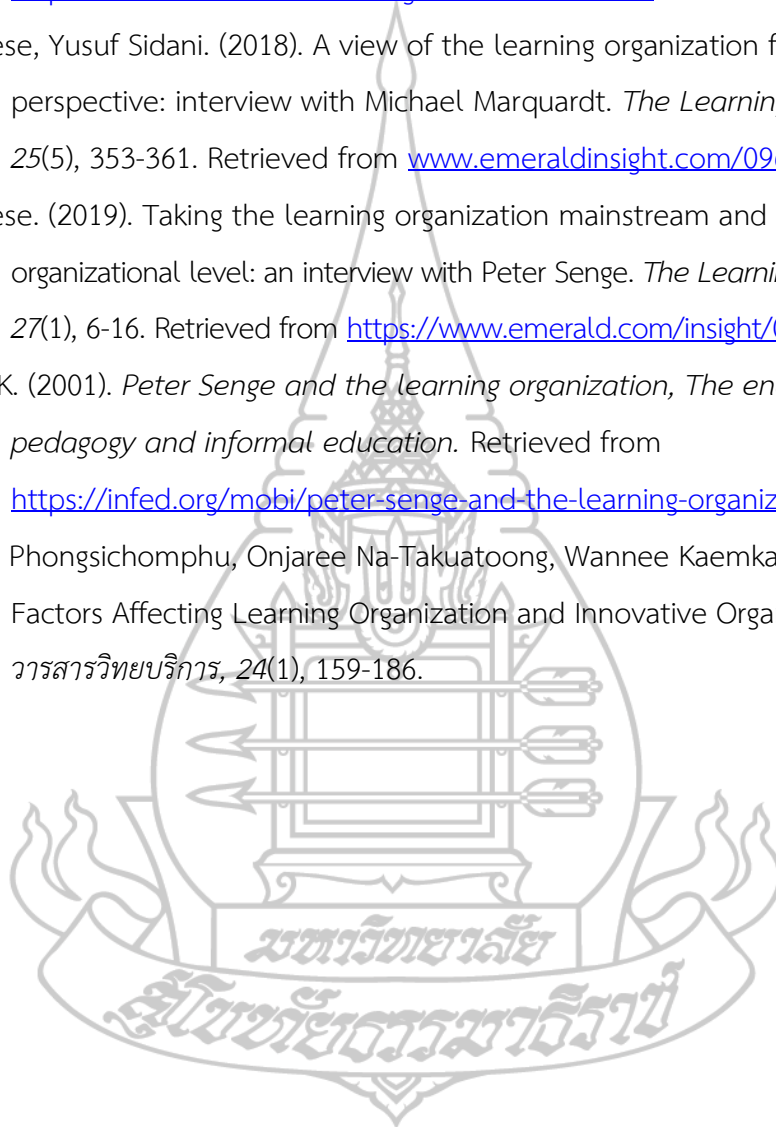 ese, Yusuf Sidani. (2018). A view of the learning organization f
perspective: interview with Michael Marquardt. The Learning
25(5), 353-361. Retrieved from www.emeraldinsight.com/09
ese. (2019). Taking the learning organization mainstream and
organizational level: an interview with Peter Senge. The Learni
27(1), 6-16. Retrieved from https://www.emerald.com/insight/
K. (2001). Peter Senge and the learning organization, The en
pedagogy and informal education. Retrieved from
https://infed.org/mobi/peter-senge-and-the-learning-organiz
Phongsichomphu, Onjaree Na-Takuatoong, Wannee Kaemka
Factors Affecting Learning Organization and Innovative Orga
วารสารวิทยบริการ, 24(1), 159-186.
มหาวิทยาลัย
สุโขทัยธรรมาธิราช